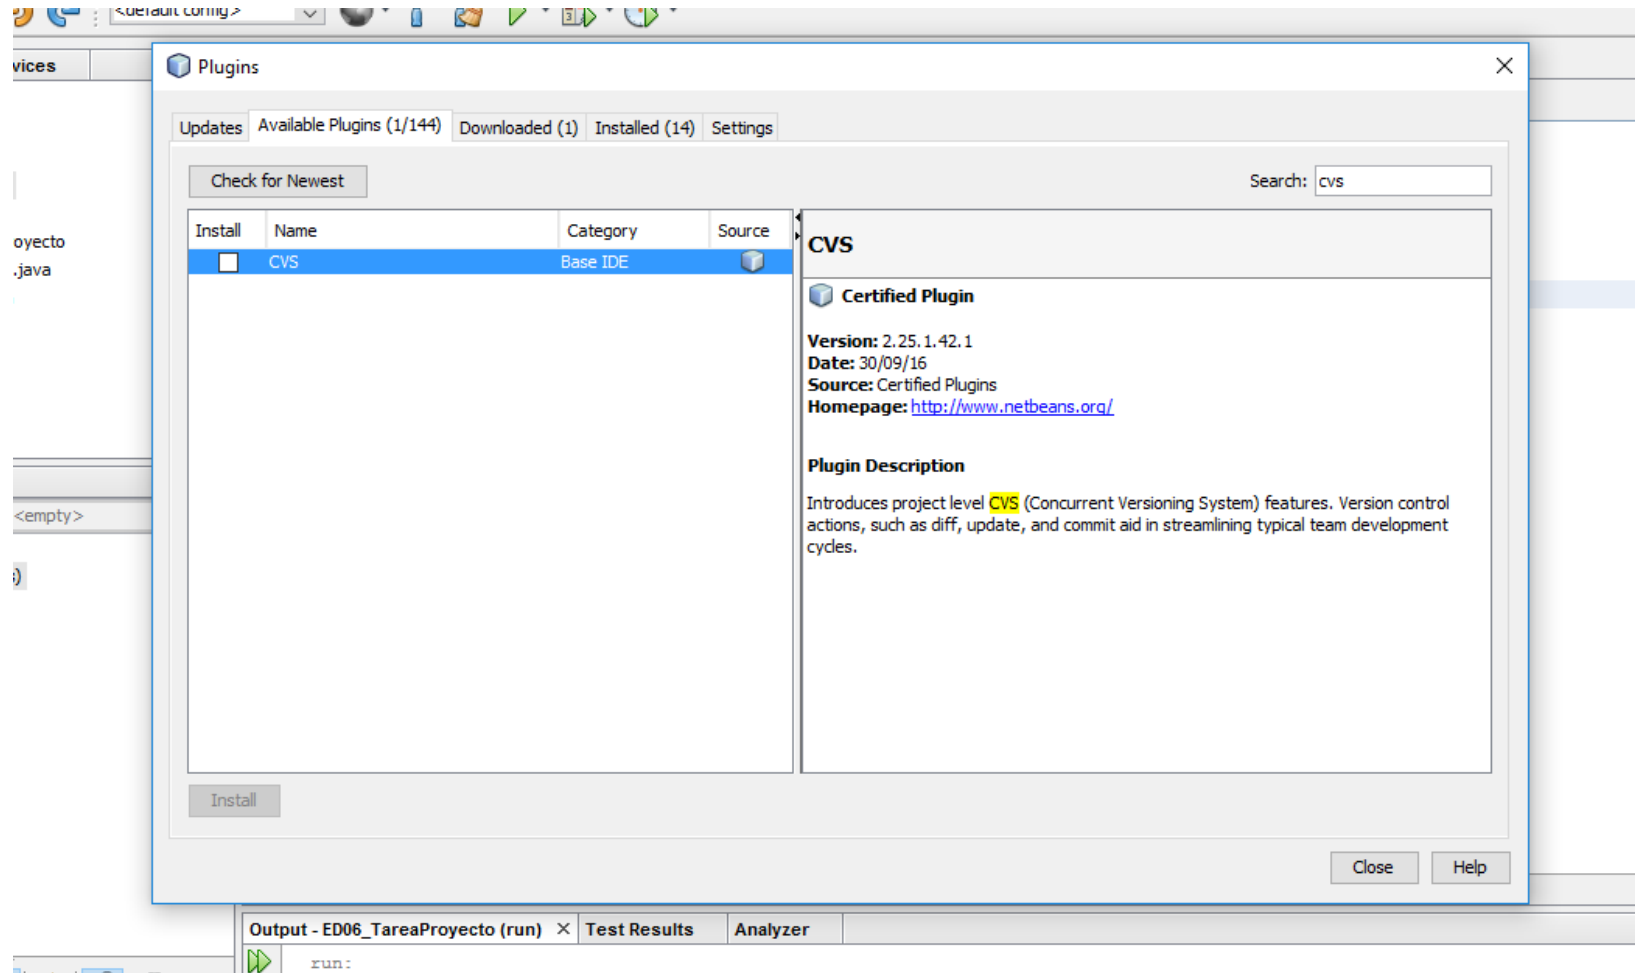 <default config>
vices
Plugins
Updates Available Plugins (1/144) Downloaded (1) Installed (14) Settings
Check for Newest Search: cvs
Install Name Category Source
CVS Base IDE
CVS
Certified Plugin
Version: 2.25.1.42.1
Date: 30/09/16
Source: Certified Plugins
Homepage: http://www.netbeans.org/
Plugin Description
Introduces project level CVS (Concurrent Versioning System) features. Version control
actions, such as diff, update, and commit aid in streamlining typical team development
cycles.
oyecto
.java
<empty>
Install
Close Help
Output - ED06_TareaProyecto (run) Test Results Analyzer
run: